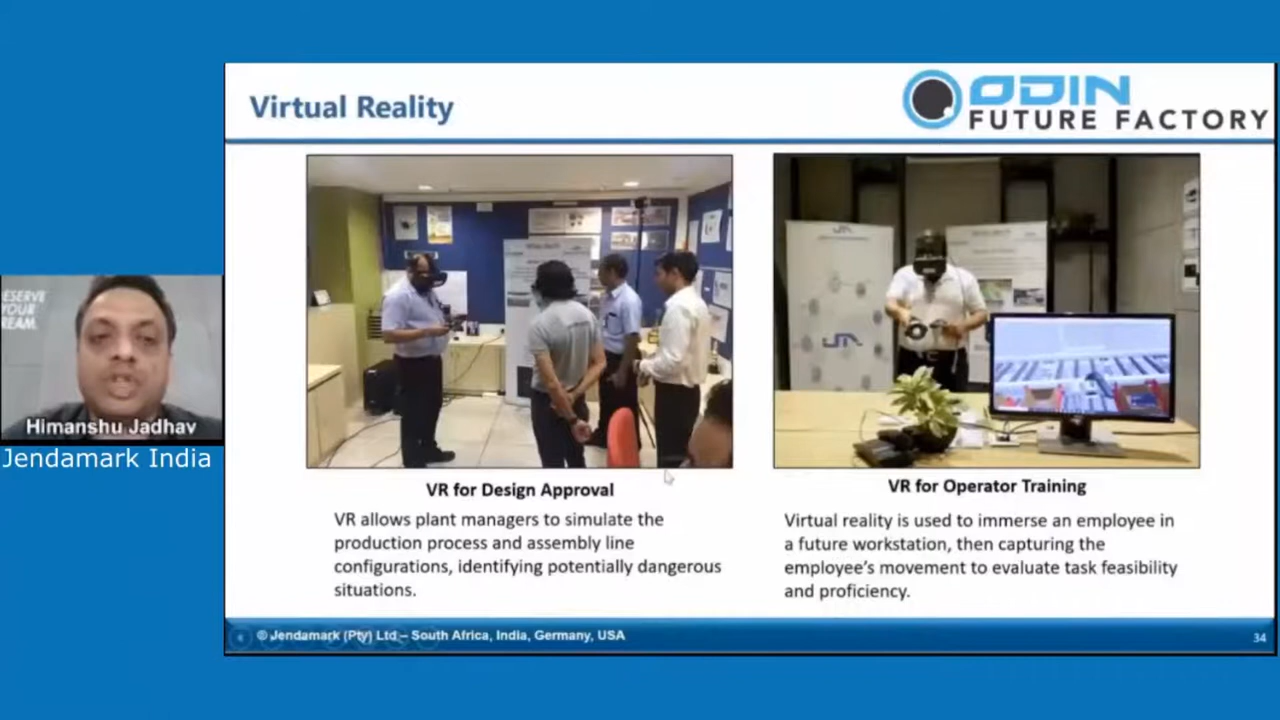 Virtual Reality
ODIN
FUTURE FACTORY
DESERVE
YOUR
DREAM.
Himanshu Jadhav
Jendamark India
VR for Design Approval
VR allows plant managers to simulate the
production process and assembly line
configurations, identifying potentially dangerous
situations.
VR for Operator Training
Virtual reality is used to immerse an employee in
a future workstation, then capturing the
employee's movement to evaluate task feasibility
and proficiency.
© Jendamark (Pty) Ltd – South Africa, India, Germany, USA
34